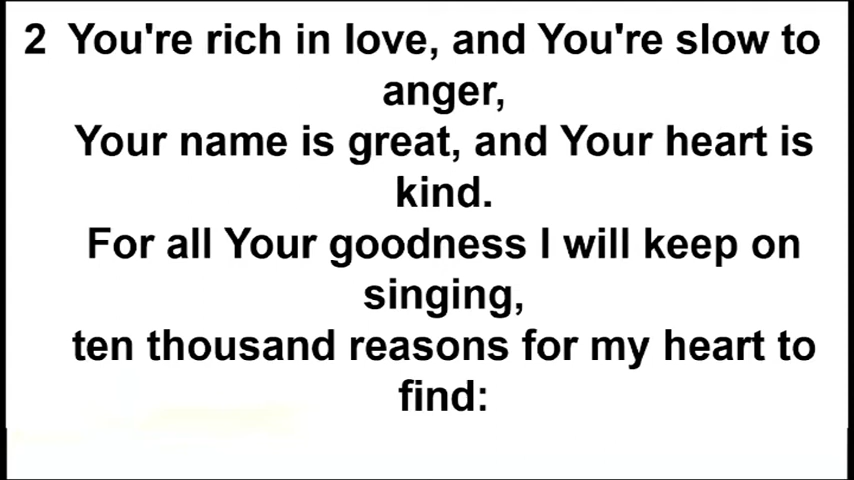 2 You're rich in love, and You're slow to
anger,
Your name is great, and Your heart is
kind.
For all Your goodness I will keep on
singing,
ten thousand reasons for my heart to
find: